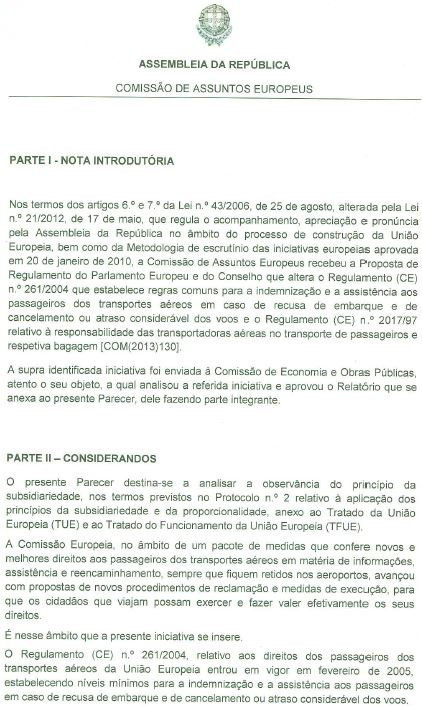 ASSEMBLEIA DA REPÚBLICA
COMISSÃO DE ASSUNTOS EUROPEUS
PARTE I - NOTA INTRODUTÓRIA
Nos termos dos artigos 6.º e 7.º da Lei n.º 43/2006, de 25 de agosto, alterada pela Lei
n.º 21/2012, de 17 de maio, que regula o acompanhamento, apreciação e pronúncia
pela Assembleia da República no âmbito do processo de construção da União
Europeia, bem como da Metodologia de escrutínio das iniciativas europeias aprovada
em 20 de janeiro de 2010, a Comissão de Assuntos Europeus recebeu a Proposta de
Regulamento do Parlamento Europeu e do Conselho que altera o Regulamento (CE)
n.º 261/2004 que estabelece regras comuns para a indemnização e a assistência aos
passageiros dos transportes aéreos em caso de recusa de embarque e de
cancelamento ou atraso considerável dos voos e o Regulamento (CE) n.º 2017/97
relativo à responsabilidade das transportadoras aéreas no transporte de passageiros e
respetiva bagagem [COM(2013)130].
A supra identificada iniciativa foi enviada à Comissão de Economia e Obras Públicas,
atento o seu objeto, a qual analisou a referida iniciativa e aprovou o Relatório que se
anexa ao presente Parecer, dele fazendo parte integrante.
PARTE II – CONSIDERANDOS
O presente Parecer destina-se a analisar a observância do princípio da
subsidiariedade, nos termos previstos no Protocolo n.º 2 relativo à aplicação dos
princípios da subsidiariedade e da proporcionalidade, anexo ao Tratado da União
Europeia (TUE) e ao Tratado do Funcionamento da União Europeia (TFUE).
A Comissão Europeia, no âmbito de um pacote de medidas que confere novos e
melhores direitos aos passageiros dos transportes aéreos em matéria de informações,
assistência e reencaminhamento, sempre que fiquem retidos nos aeroportos, avançou
com propostas de novos procedimentos de reclamação e medidas de execução, para
que os cidadãos que viajam possam exercer e fazer valer efetivamente os seus
direitos.
É nesse âmbito que a presente iniciativa se insere.
O Regulamento (CE) n.º 261/2004, relativo aos direitos dos passageiros dos
transportes aéreos da União Europeia entrou em vigor em fevereiro de 2005,
estabelecendo níveis mínimos para a indemnização e a assistência aos passageiros
em caso de recusa de embarque e de cancelamento ou atraso considerável dos voos.